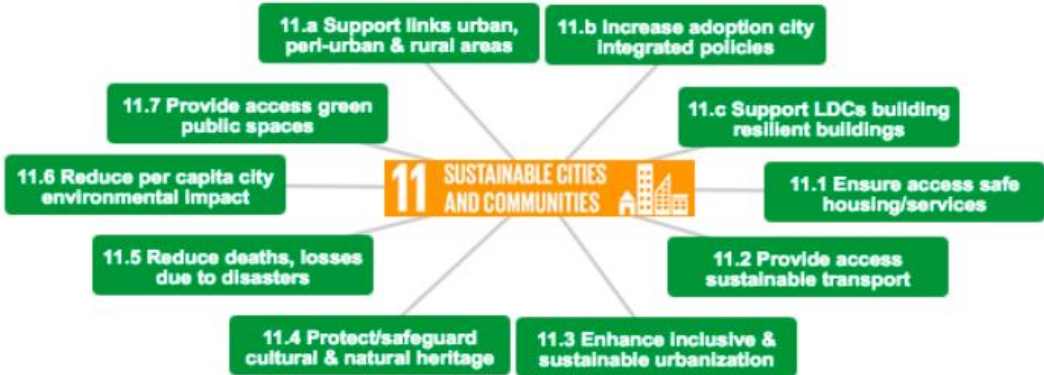 11.a Support links urban,
peri-urban & rural areas
11.b Increase adoption city
integrated policies
11.7 Provide access green
public spaces
11.c Support LDCs building
resilient buildings
11.6 Reduce per capita city
environmental impact
11 SUSTAINABLE CITIES
AND COMMUNITIES
11.1 Ensure access safe
housing/services
11.5 Reduce deaths, losses
due to disasters
11.2 Provide access
sustainable transport
11.4 Protect/safeguard
cultural & natural heritage
11.3 Enhance inclusive &
sustainable urbanization